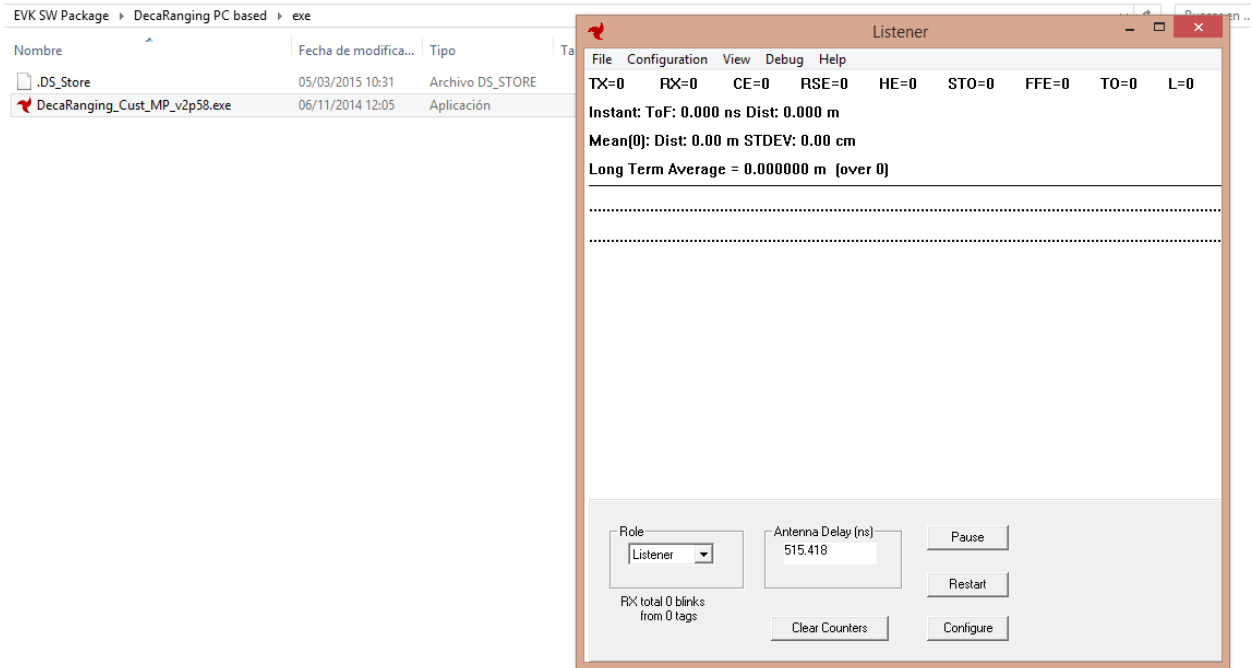 EVK SW Package ▸ DecaRanging PC based ▸ exe
Nombre Fecha de modifica... Tipo Ta
.DS_Store 05/03/2015 10:31 Archivo DS_STORE
DecaRanging_Cust_MP_v2p58.exe 06/11/2014 12:05 Aplicación
Listener
File Configuration View Debug Help
TX=0 RX=0 CE=0 RSE=0 HE=0 STO=0 FFE=0 TO=0 L=0
Instant: ToF: 0.000 ns Dist: 0.000 m
Mean(0): Dist: 0.00 m STDEV: 0.00 cm
Long Term Average = 0.000000 m (over 0)
Role
Listener
RX total 0 blinks
from 0 tags
Antenna Delay (ns)
515.418
Clear Counters
Pause
Restart
Configure